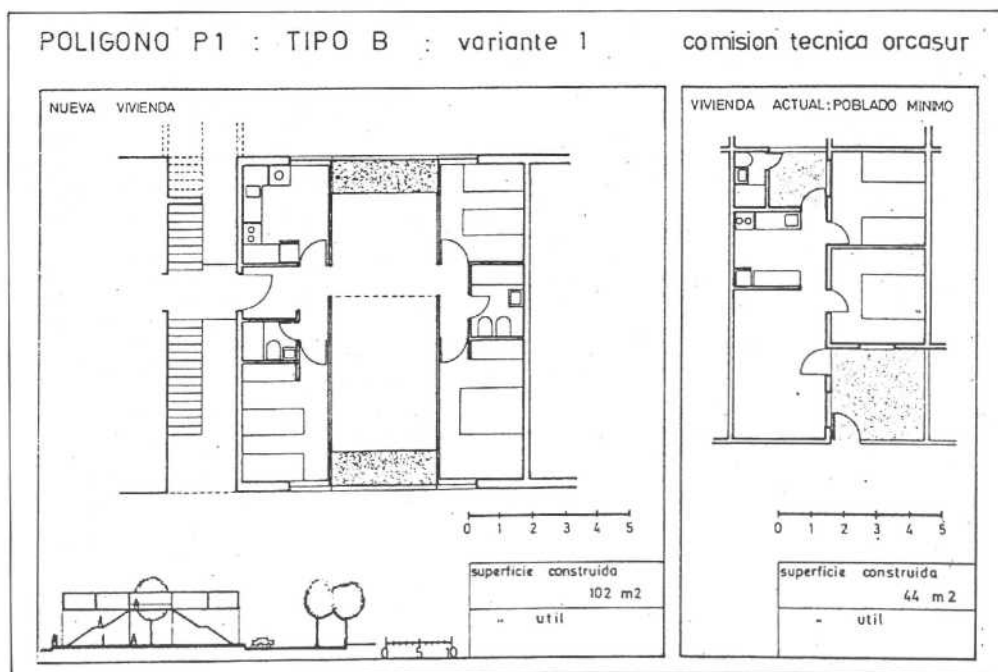 POLIGONO P1 : TIPO B : variante 1
comision tecnica orcasur
NUEVA VIVIENDA
0 1 2 3 4 5
superficie construida
102 m2
" util
0 5 10
VIVIENDA ACTUAL: POBLADO MINIMO
0 1 2 3 4 5
superficie construida
44 m2
" util